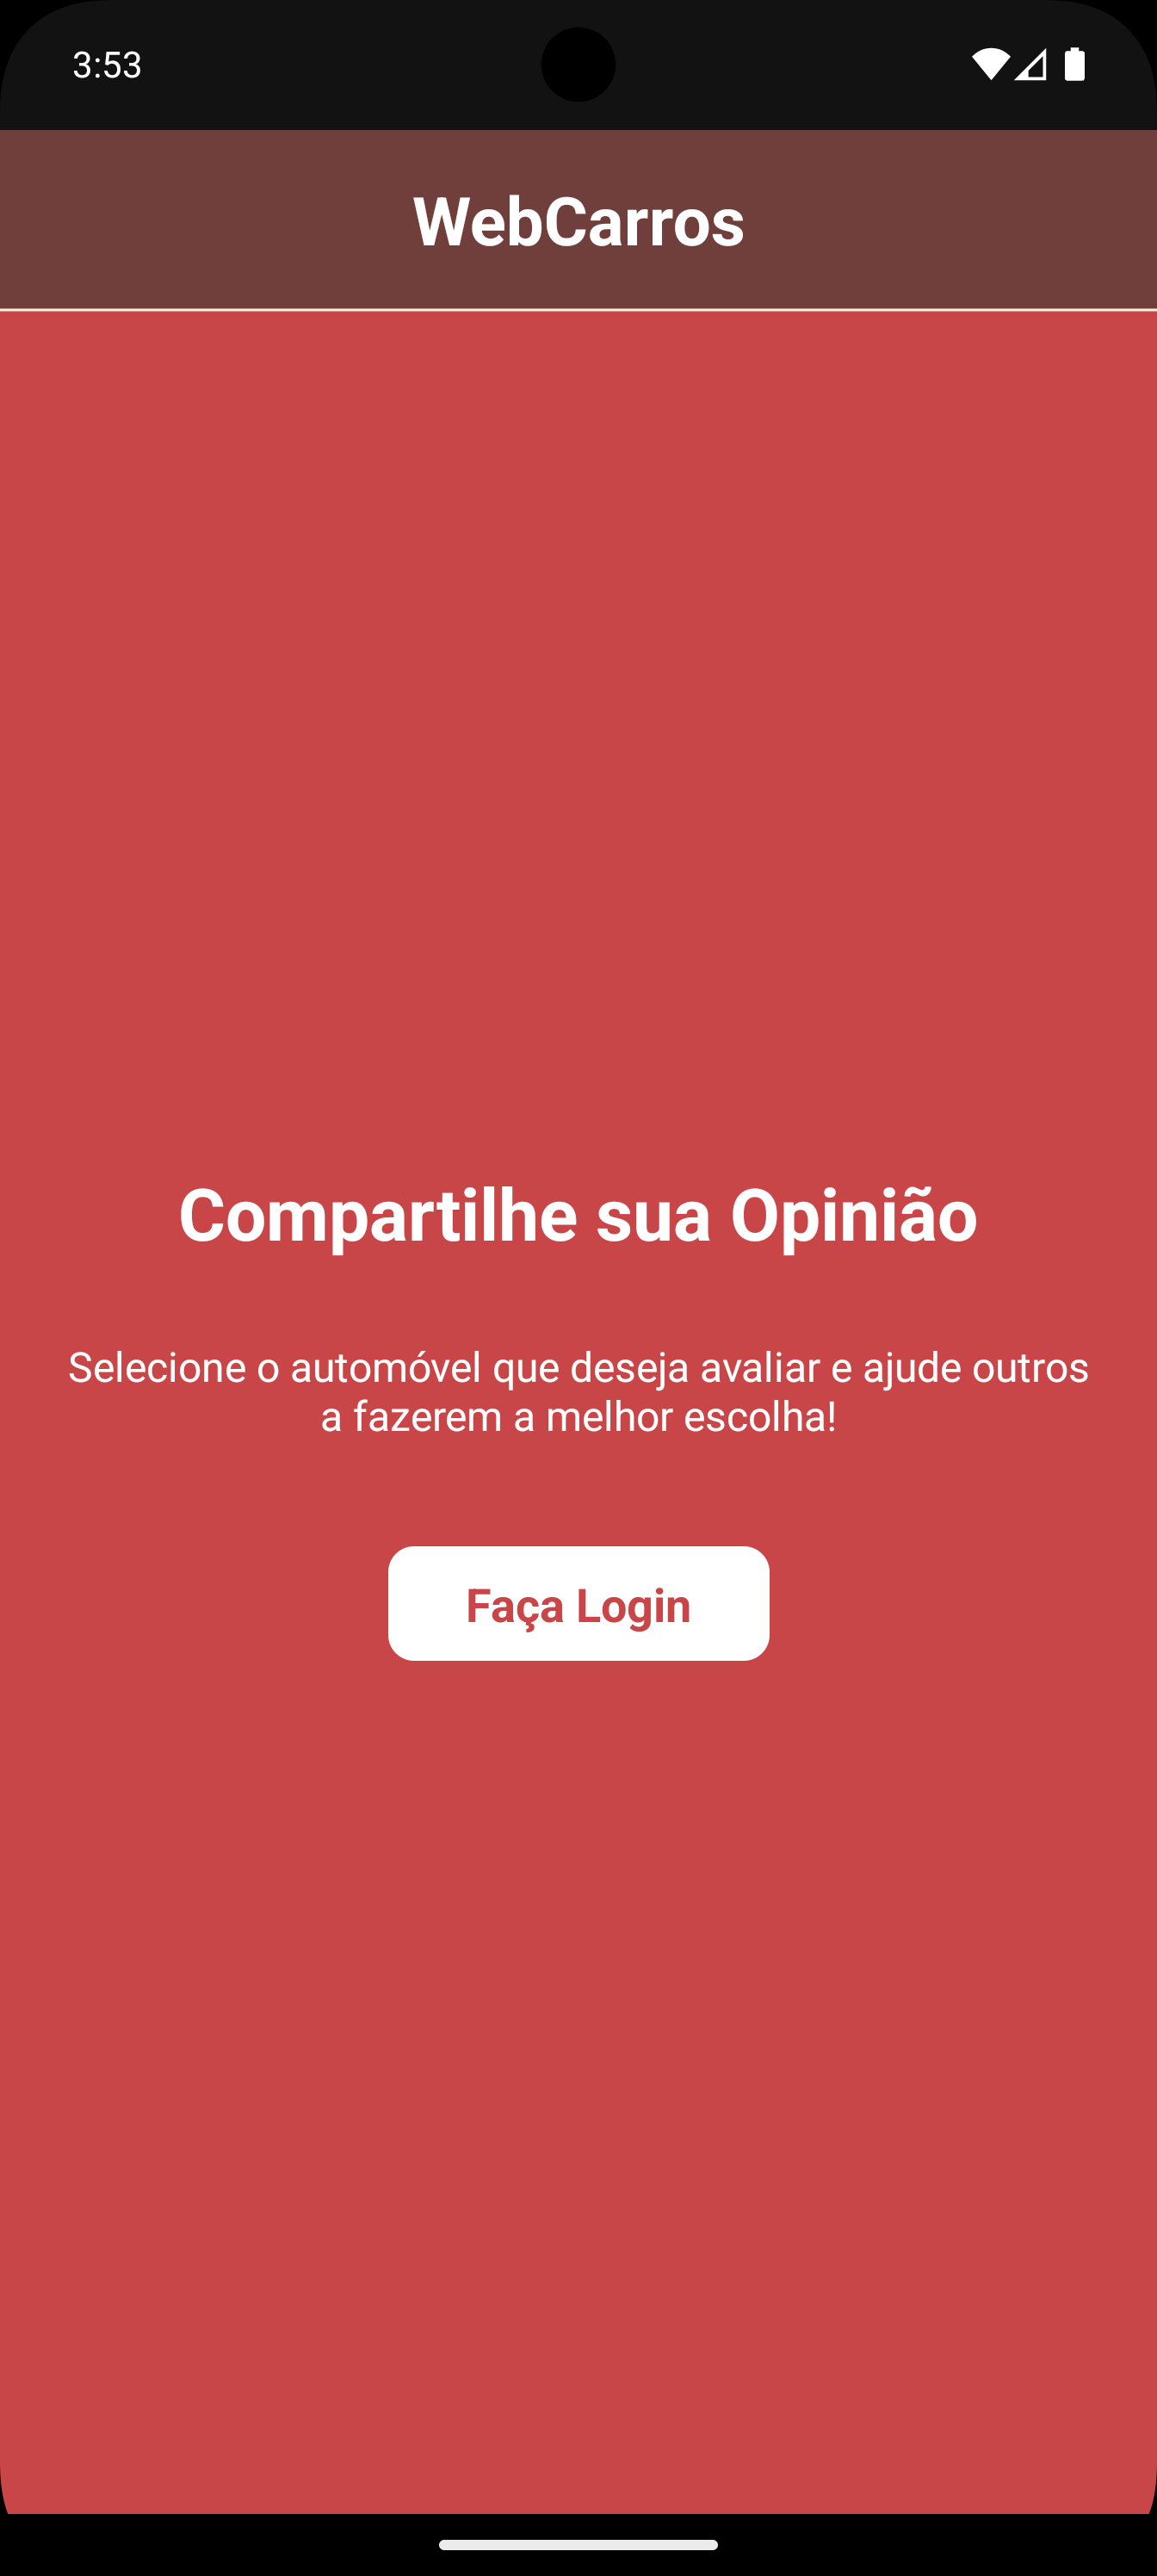 3:53
WebCarros
Compartilhe sua Opinião
Selecione o automóvel que deseja avaliar e ajude outros
a fazerem a melhor escolha!
Faça Login